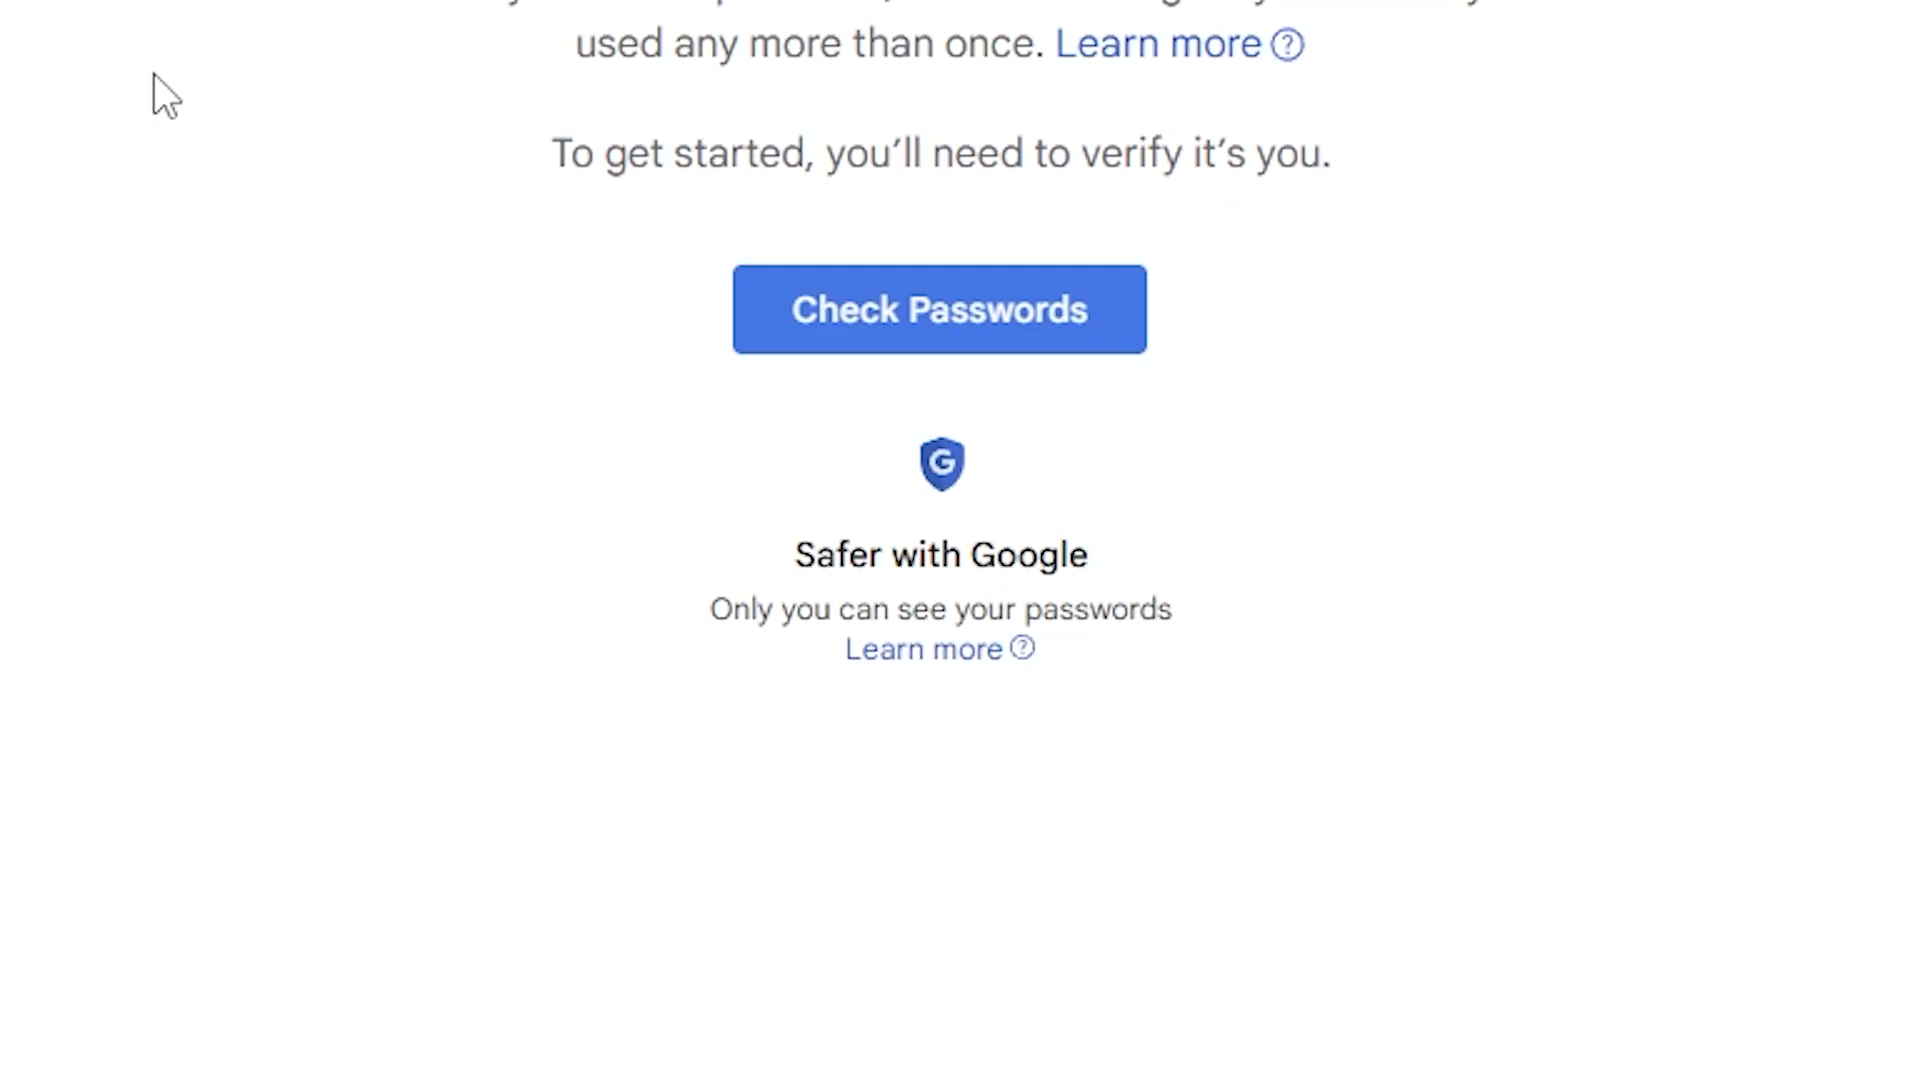 used any more than once. Learn more
To get started, you’ll need to verify it’s you.
Check Passwords
G
Safer with Google
Only you can see your passwords
Learn more